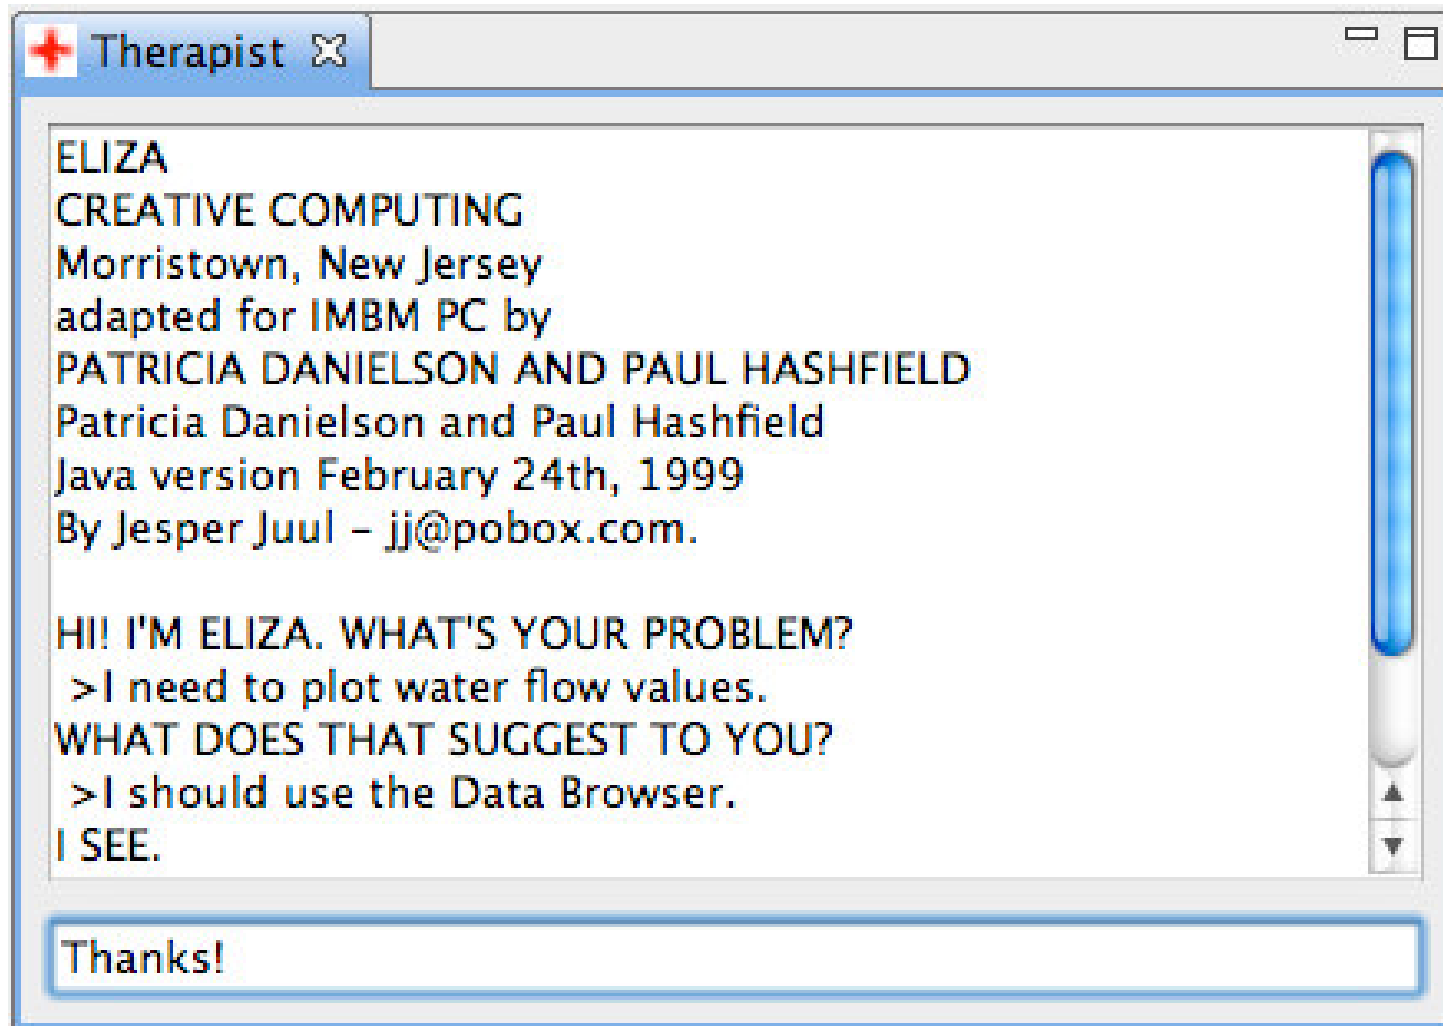 Therapist
ELIZA
CREATIVE COMPUTING
Morristown, New Jersey
adapted for IMBM PC by
PATRICIA DANIELSON AND PAUL HASHFIELD
Patricia Danielson and Paul Hashfield
Java version February 24th, 1999
By Jesper Juul – jj@pobox.com.
HI! I'M ELIZA. WHAT'S YOUR PROBLEM?
>I need to plot water flow values.
WHAT DOES THAT SUGGEST TO YOU?
>I should use the Data Browser.
I SEE.
Thanks!